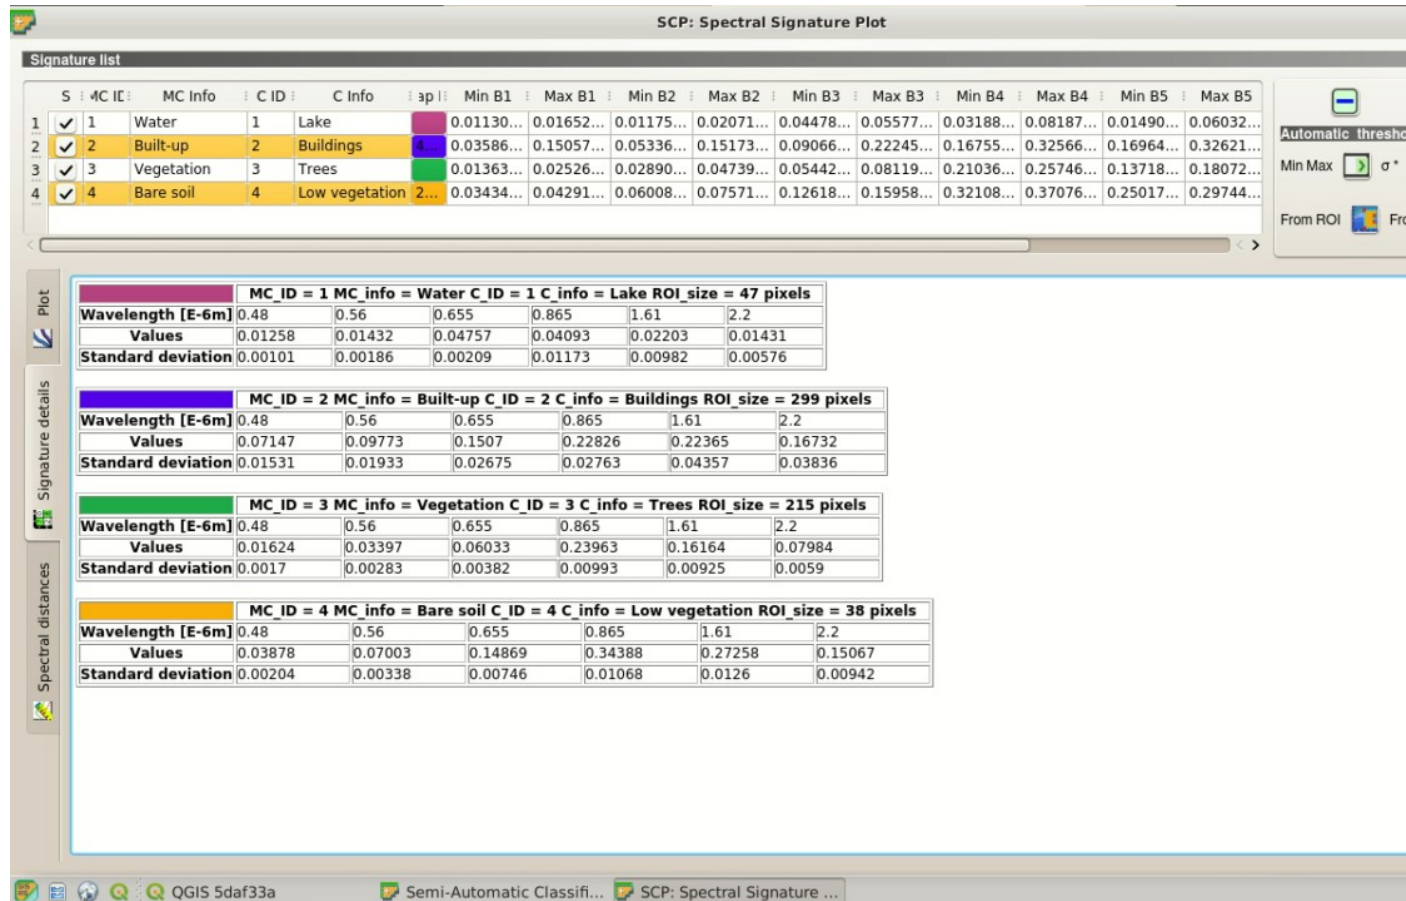 SCP: Spectral Signature Plot
Signature list
S MC ID MC Info C ID C Info Min B1 Max B1 Min B2 Max B2 Min B3 Max B3 Min B4 Max B4 Min B5 Max B5
1 1 Water 1 Lake 0.01130... 0.01652... 0.01175... 0.02071... 0.04478... 0.05577... 0.03188... 0.08187... 0.01490... 0.06032...
2 2 Built-up 2 Buildings 4... 0.03586... 0.15057... 0.05336... 0.15173... 0.09066... 0.22245... 0.16755... 0.32566... 0.16964... 0.32621...
3 3 Vegetation 3 Trees 0.01363... 0.02526... 0.02890... 0.04739... 0.05442... 0.08119... 0.21036... 0.25746... 0.13718... 0.18072...
4 4 Bare soil 4 Low vegetation 2... 0.03434... 0.04291... 0.06008... 0.07571... 0.12618... 0.15958... 0.32108... 0.37076... 0.25017... 0.29744...
Automatic thresho
Min Max σ*
From ROI Fro
Plot
Signature details
Spectral distances
MC_ID = 1 MC_info = Water C_ID = 1 C_info = Lake ROI_size = 47 pixels
Wavelength [E-6m] 0.48 0.56 0.655 0.865 1.61 2.2
Values 0.01258 0.01432 0.04757 0.04093 0.02203 0.01431
Standard deviation 0.00101 0.00186 0.00209 0.01173 0.00982 0.00576
MC_ID = 2 MC_info = Built-up C_ID = 2 C_info = Buildings ROI_size = 299 pixels
Wavelength [E-6m] 0.48 0.56 0.655 0.865 1.61 2.2
Values 0.07147 0.09773 0.1507 0.22826 0.22365 0.16732
Standard deviation 0.01531 0.01933 0.02675 0.02763 0.04357 0.03836
MC_ID = 3 MC_info = Vegetation C_ID = 3 C_info = Trees ROI_size = 215 pixels
Wavelength [E-6m] 0.48 0.56 0.655 0.865 1.61 2.2
Values 0.01624 0.03397 0.06033 0.23963 0.16164 0.07984
Standard deviation 0.0017 0.00283 0.00382 0.00993 0.00925 0.0059
MC_ID = 4 MC_info = Bare soil C_ID = 4 C_info = Low vegetation ROI_size = 38 pixels
Wavelength [E-6m] 0.48 0.56 0.655 0.865 1.61 2.2
Values 0.03878 0.07003 0.14869 0.34388 0.27258 0.15067
Standard deviation 0.00204 0.00338 0.00746 0.01068 0.0126 0.00942
QGIS 5daf33a Semi-Automatic Classifi... SCP: Spectral Signature ...